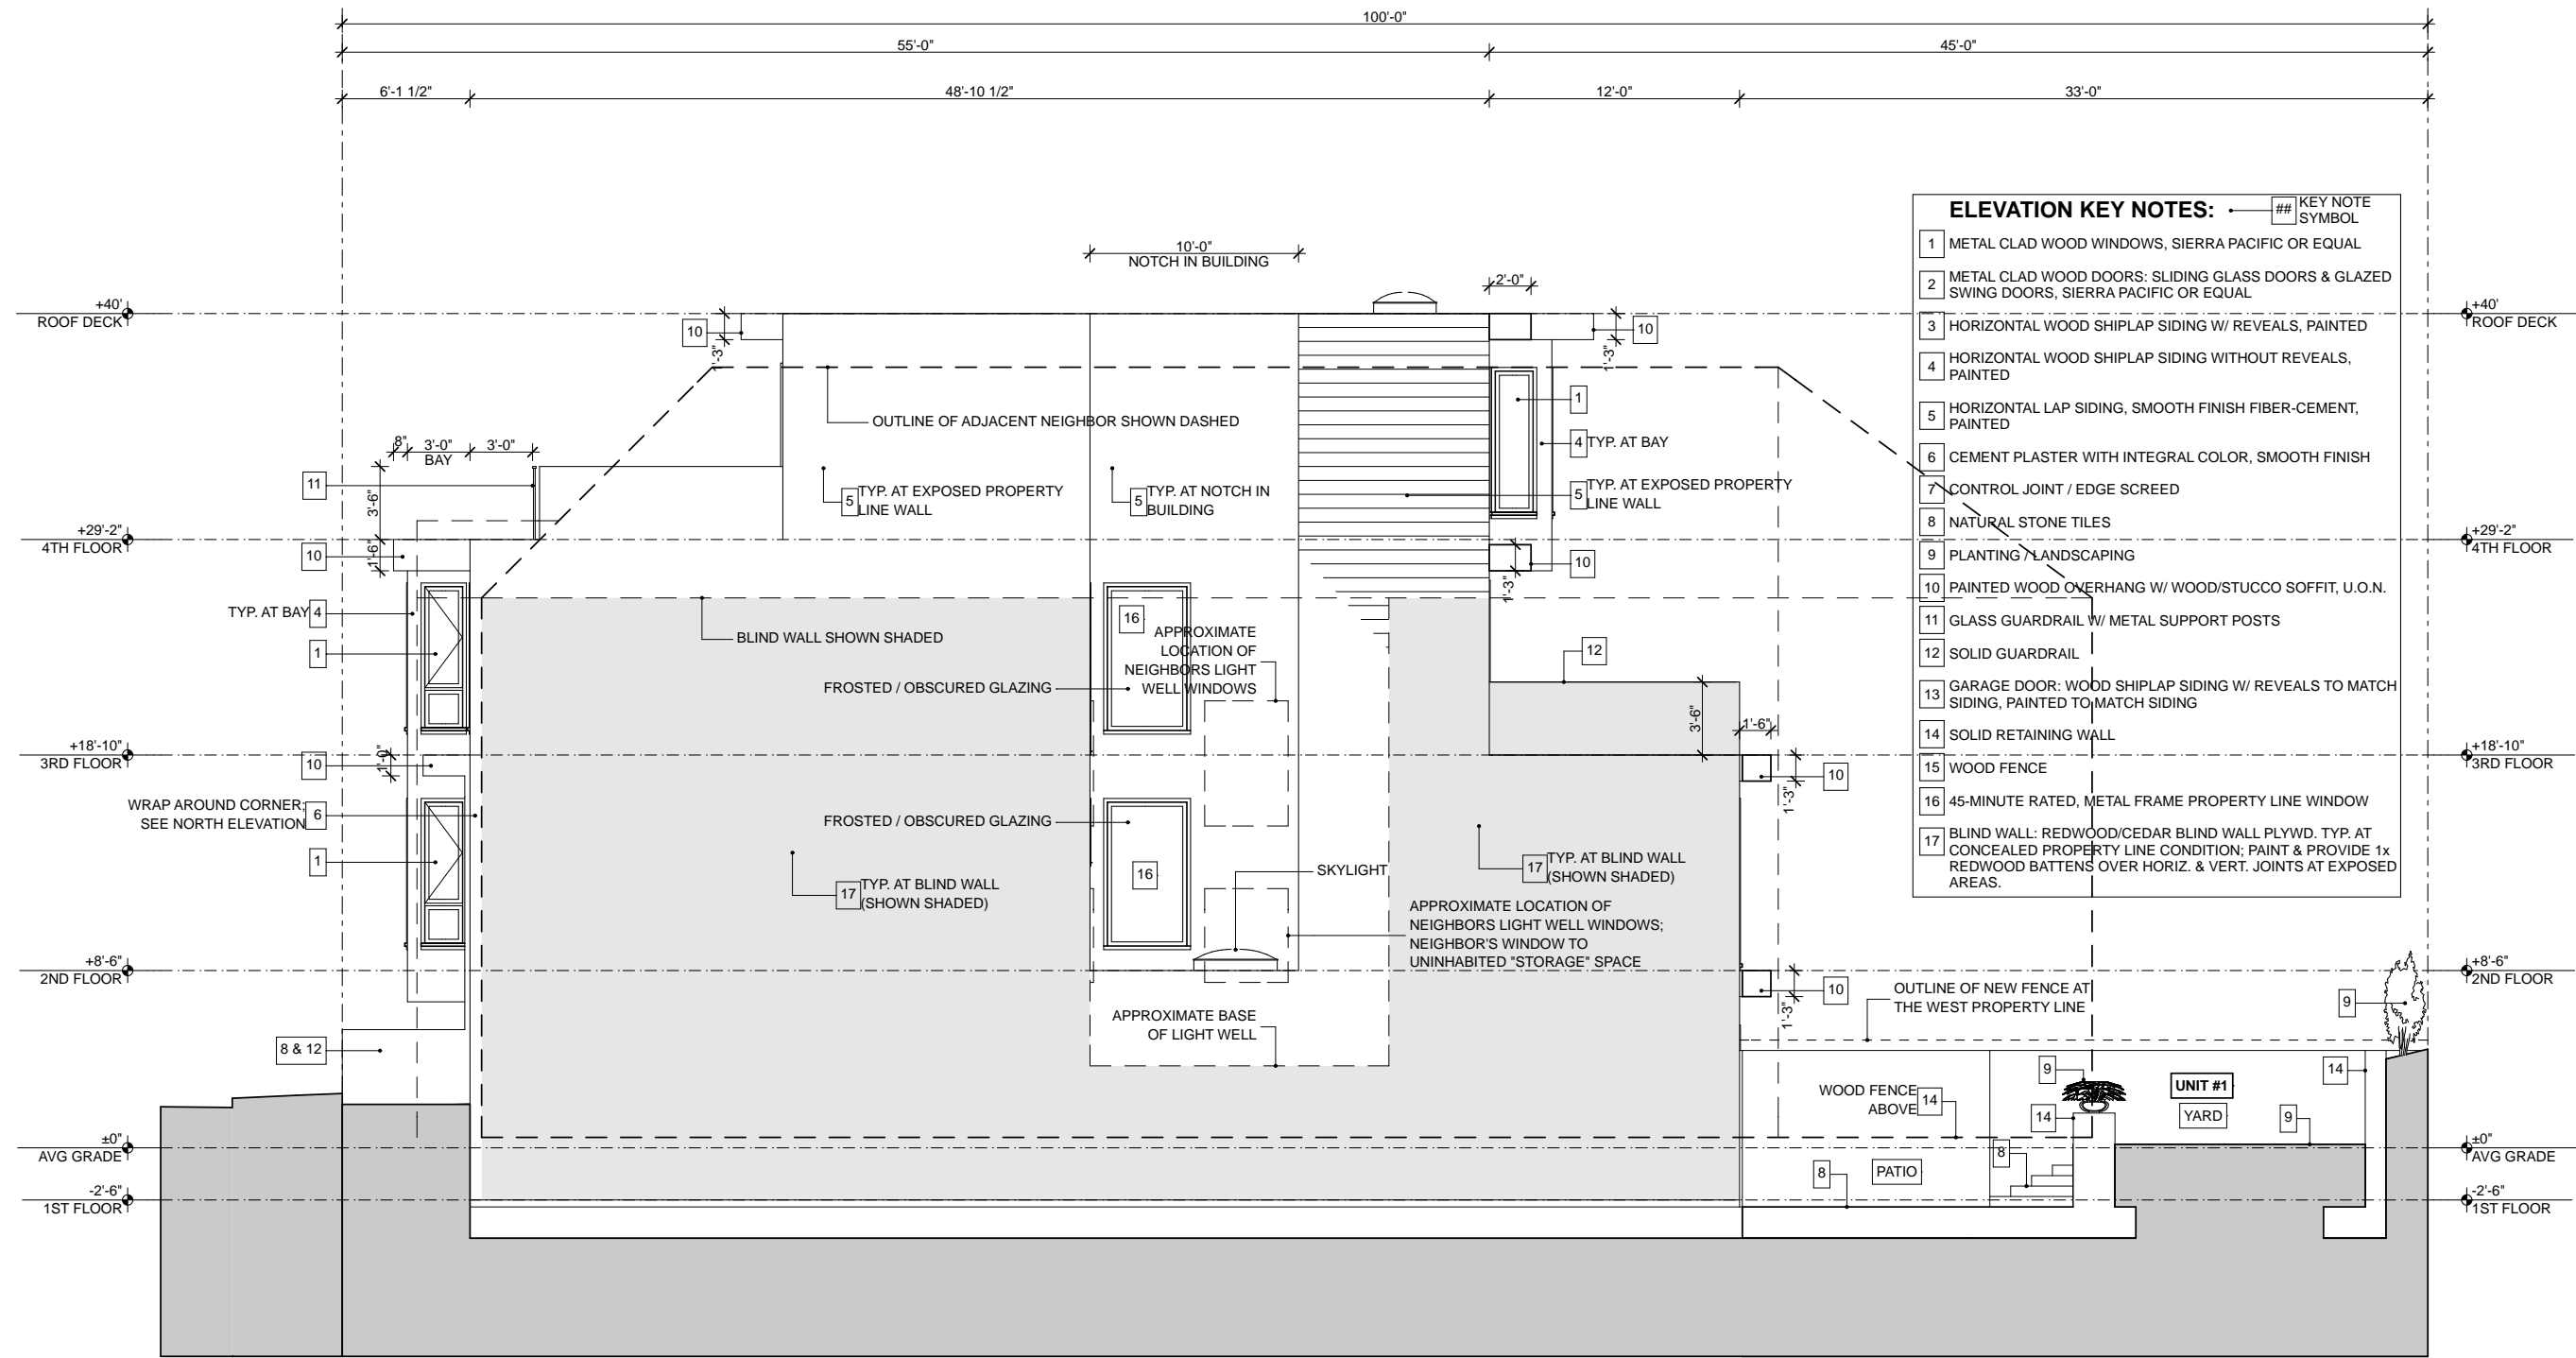 100'-0"
55'-0"
45'-0"
6'-1 1/2"
48'-10 1/2"
12'-0"
33'-0"
ELEVATION KEY NOTES:
##
KEY NOTE
SYMBOL
1 METAL CLAD WOOD WINDOWS, SIERRA PACIFIC OR EQUAL
2 METAL CLAD WOOD DOORS: SLIDING GLASS DOORS & GLAZED
SWING DOORS, SIERRA PACIFIC OR EQUAL
3 HORIZONTAL WOOD SHIPLAP SIDING W/ REVEALS, PAINTED
4 HORIZONTAL WOOD SHIPLAP SIDING WITHOUT REVEALS,
PAINTED
5 HORIZONTAL LAP SIDING, SMOOTH FINISH FIBER-CEMENT,
PAINTED
6 CEMENT PLASTER WITH INTEGRAL COLOR, SMOOTH FINISH
7 CONTROL JOINT / EDGE SCREED
8 NATURAL STONE TILES
9 PLANTING / LANDSCAPING
10 PAINTED WOOD OVERHANG W/ WOOD/STUCCO SOFFIT, U.O.N.
11 GLASS GUARDRAIL W/ METAL SUPPORT POSTS
12 SOLID GUARDRAIL
13 GARAGE DOOR: WOOD SHIPLAP SIDING W/ REVEALS TO MATCH
SIDING, PAINTED TO MATCH SIDING
14 SOLID RETAINING WALL
15 WOOD FENCE
16 45-MINUTE RATED, METAL FRAME PROPERTY LINE WINDOW
17 BLIND WALL: REDWOOD/CEDAR BLIND WALL PLYWD. TYP. AT
CONCEALED PROPERTY LINE CONDITION; PAINT & PROVIDE 1x
REDWOOD BATTENS OVER HORIZ. & VERT. JOINTS AT EXPOSED
AREAS.
10'-0"
NOTCH IN BUILDING
2'-0"
+40'
ROOF DECK
10
1'-3"
10
1'-3"
+40'
ROOF DECK
OUTLINE OF ADJACENT NEIGHBOR SHOWN DASHED
1
4 TYP. AT BAY
8"
3'-0"
BAY
3'-0"
11
3'-6"
5 TYP. AT EXPOSED PROPERTY
LINE WALL
5 TYP. AT NOTCH IN
BUILDING
5 TYP. AT EXPOSED PROPERTY
LINE WALL
+29'-2"
4TH FLOOR
10
1'-6"
10
1'-3"
+29'-2"
4TH FLOOR
TYP. AT BAY 4
1
BLIND WALL SHOWN SHADED
16
APPROXIMATE
LOCATION OF
NEIGHBORS LIGHT
WELL WINDOWS
FROSTED / OBSCURED GLAZING
12
3'-6"
1'-6"
+18'-10"
3RD FLOOR
10
1'-0"
10
1'-3"
+18'-10"
3RD FLOOR
WRAP AROUND CORNER;
SEE NORTH ELEVATION
6
1
FROSTED / OBSCURED GLAZING
16
SKYLIGHT
17 TYP. AT BLIND WALL
(SHOWN SHADED)
17 TYP. AT BLIND WALL
(SHOWN SHADED)
APPROXIMATE LOCATION OF
NEIGHBORS LIGHT WELL WINDOWS;
NEIGHBOR'S WINDOW TO
UNINHABITED "STORAGE" SPACE
+8'-6"
2ND FLOOR
10
1'-3"
+8'-6"
2ND FLOOR
OUTLINE OF NEW FENCE AT
THE WEST PROPERTY LINE
9
APPROXIMATE BASE
OF LIGHT WELL
8 & 12
WOOD FENCE
ABOVE
14
9
14
UNIT #1
YARD
9
14
±0"
AVG GRADE
8
PATIO
8
±0"
AVG GRADE
-2'-6"
1ST FLOOR
-2'-6"
1ST FLOOR